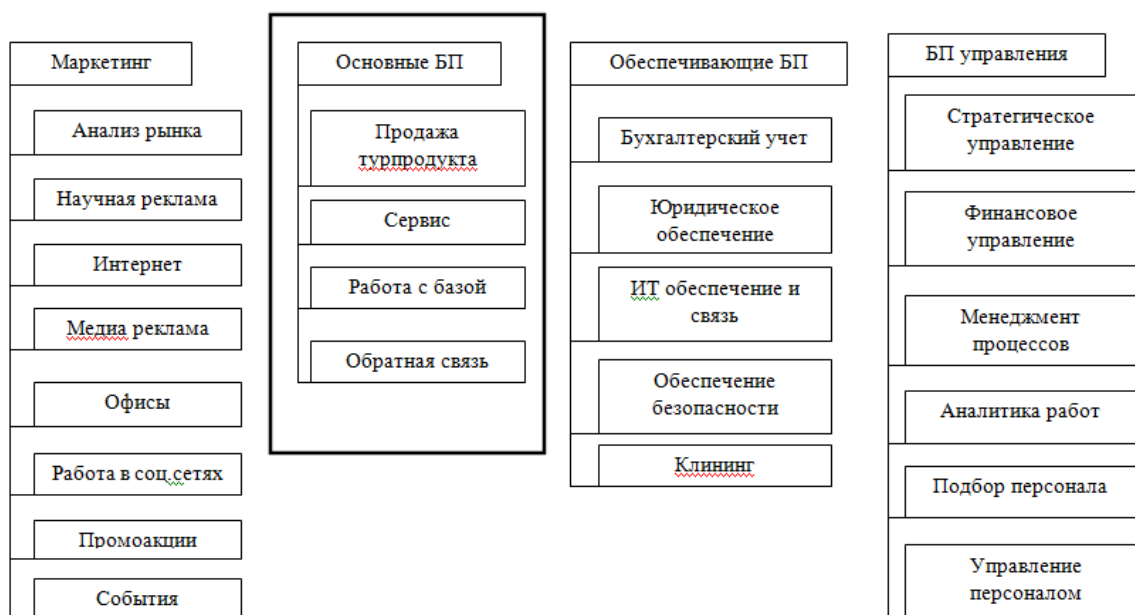 Маркетинг
Анализ рынка
Научная реклама
Интернет
Медиа реклама
Офисы
Работа в соц.сетях
Промоакции
События
Основные БП
Продажа
турпродукта
Сервис
Работа с базой
Обратная связь
Обеспечивающие БП
Бухгалтерский учет
Юридическое
обеспечение
ИТ обеспечение и
связь
Обеспечение
безопасности
Клининг
БП управления
Стратегическое
управление
Финансовое
управление
Менеджмент
процессов
Аналитика работ
Подбор персонала
Управление
персоналом